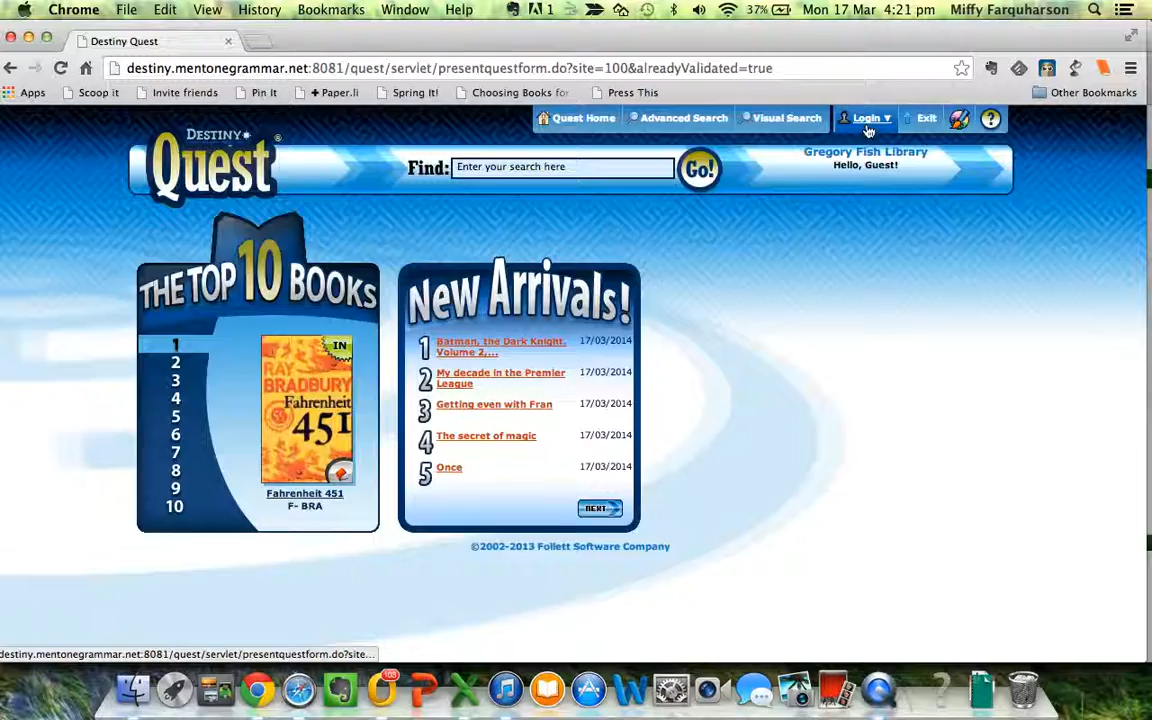 Chrome File Edit View History Bookmarks Window Help 1 37% Mon 17 Mar 4:21 pm Miffy Farquharson
Destiny Quest
destiny.mentonegrammar.net:8081/quest/servlet/presentquestform.do?site=100&alreadyValidated=true
Apps Scoop it Invite friends Pin It + Paper.li Spring It! Choosing Books fo Press This Other Bookmarks
Quest Home Advanced Search Visual Search Login ▾ Exit ?
DESTINY
Quest ®
Find: Enter your search here Go!
Gregory Fish Library
Hello, Guest!
THE TOP 10 BOOKS
1
2
3
4
5
6
7
8
9
10
IN
RAY
BRADBURY
Fahrenheit
451
Fahrenheit 451
F- BRA
New Arrivals!
1 Batman, the Dark Knight. Volume 2,... 17/03/2014
2 My decade in the Premier League 17/03/2014
3 Getting even with Fran 17/03/2014
4 The secret of magic 17/03/2014
5 Once 17/03/2014
NEXT
©2002-2013 Follett Software Company
destiny.mentonegrammar.net:8081/quest/servlet/presentquestform.do?site...
103